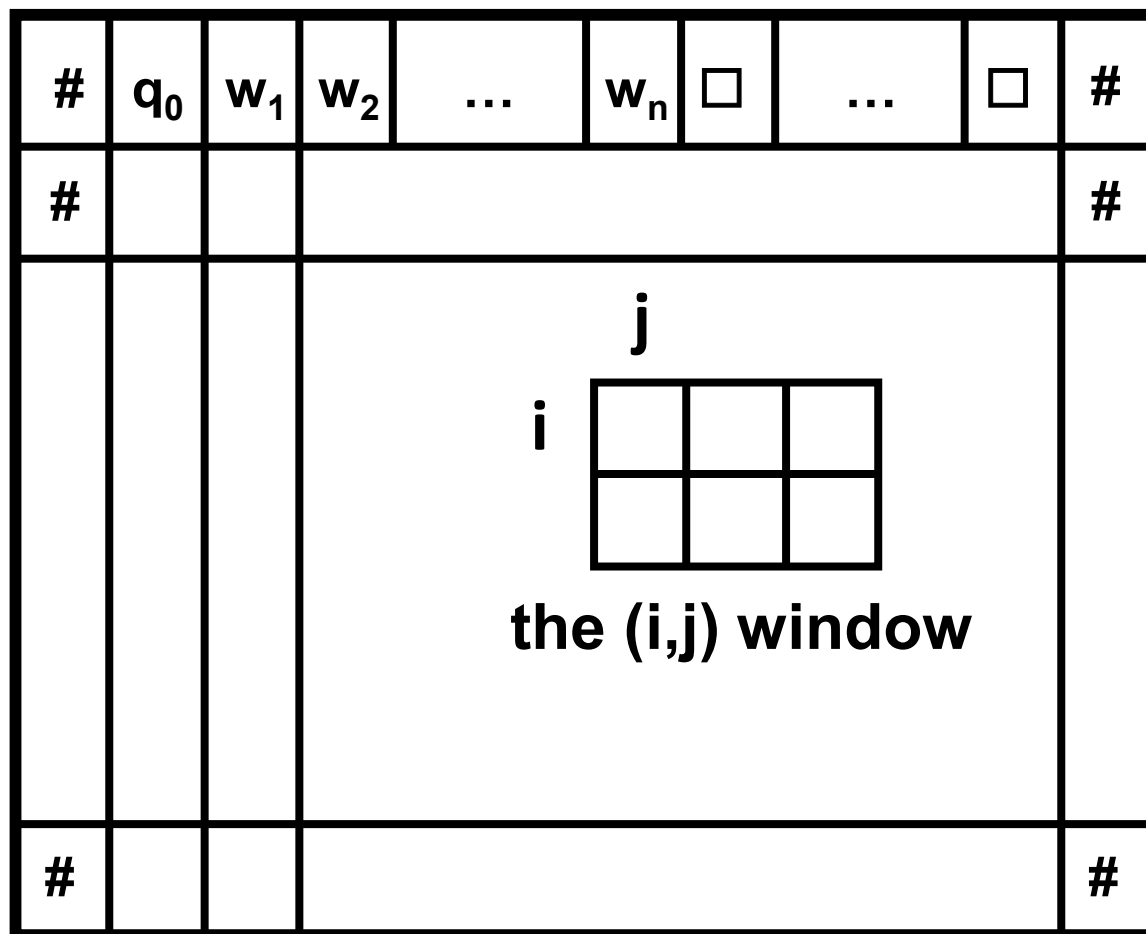 # q₀ w₁ w₂ ... wₙ □ ... □ #
# #
j
i
the (i,j) window
# #